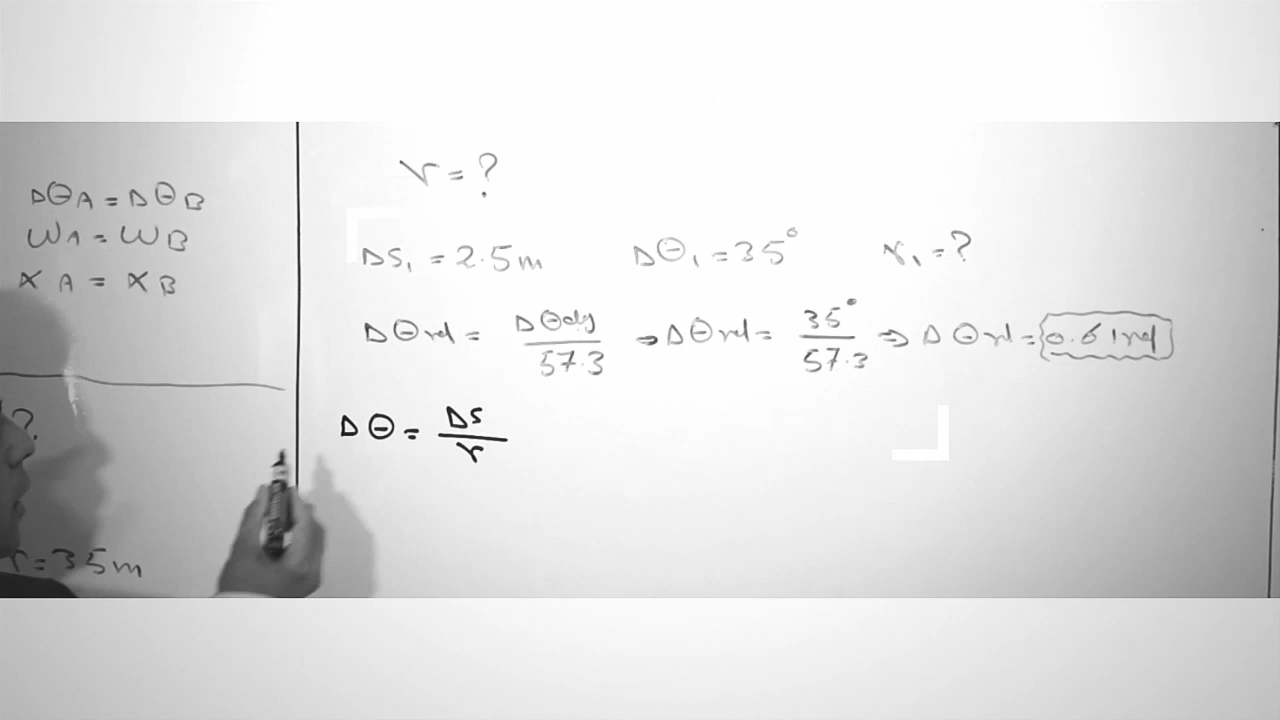 ΔθA = ΔθB
ωA = ωB
αA = αB
?
r = 35m
r = ?
ΔS₁ = 2.5m Δθ₁ = 35° r₁ = ?
Δθrd = Δθdg / 57.3 ⇒ Δθrd = 35° / 57.3 ⇒ Δθrd = 0.61rd
Δθ = ΔS / r